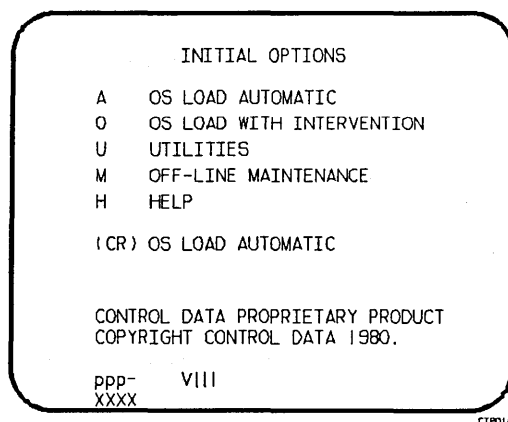 INITIAL OPTIONS
A OS LOAD AUTOMATIC
O OS LOAD WITH INTERVENTION
U UTILITIES
M OFF-LINE MAINTENANCE
H HELP
(CR) OS LOAD AUTOMATIC
CONTROL DATA PROPRIETARY PRODUCT
COPYRIGHT CONTROL DATA 1980.
ppp- VIII
XXXX